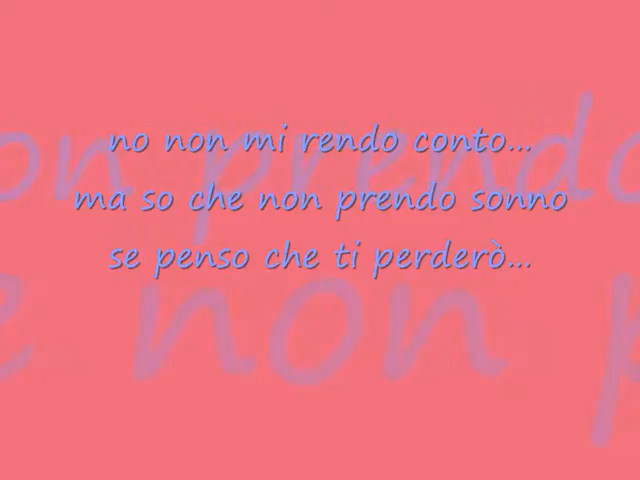 no non mi rendo conto...
ma so che non prendo sonno
se penso che ti perderò...